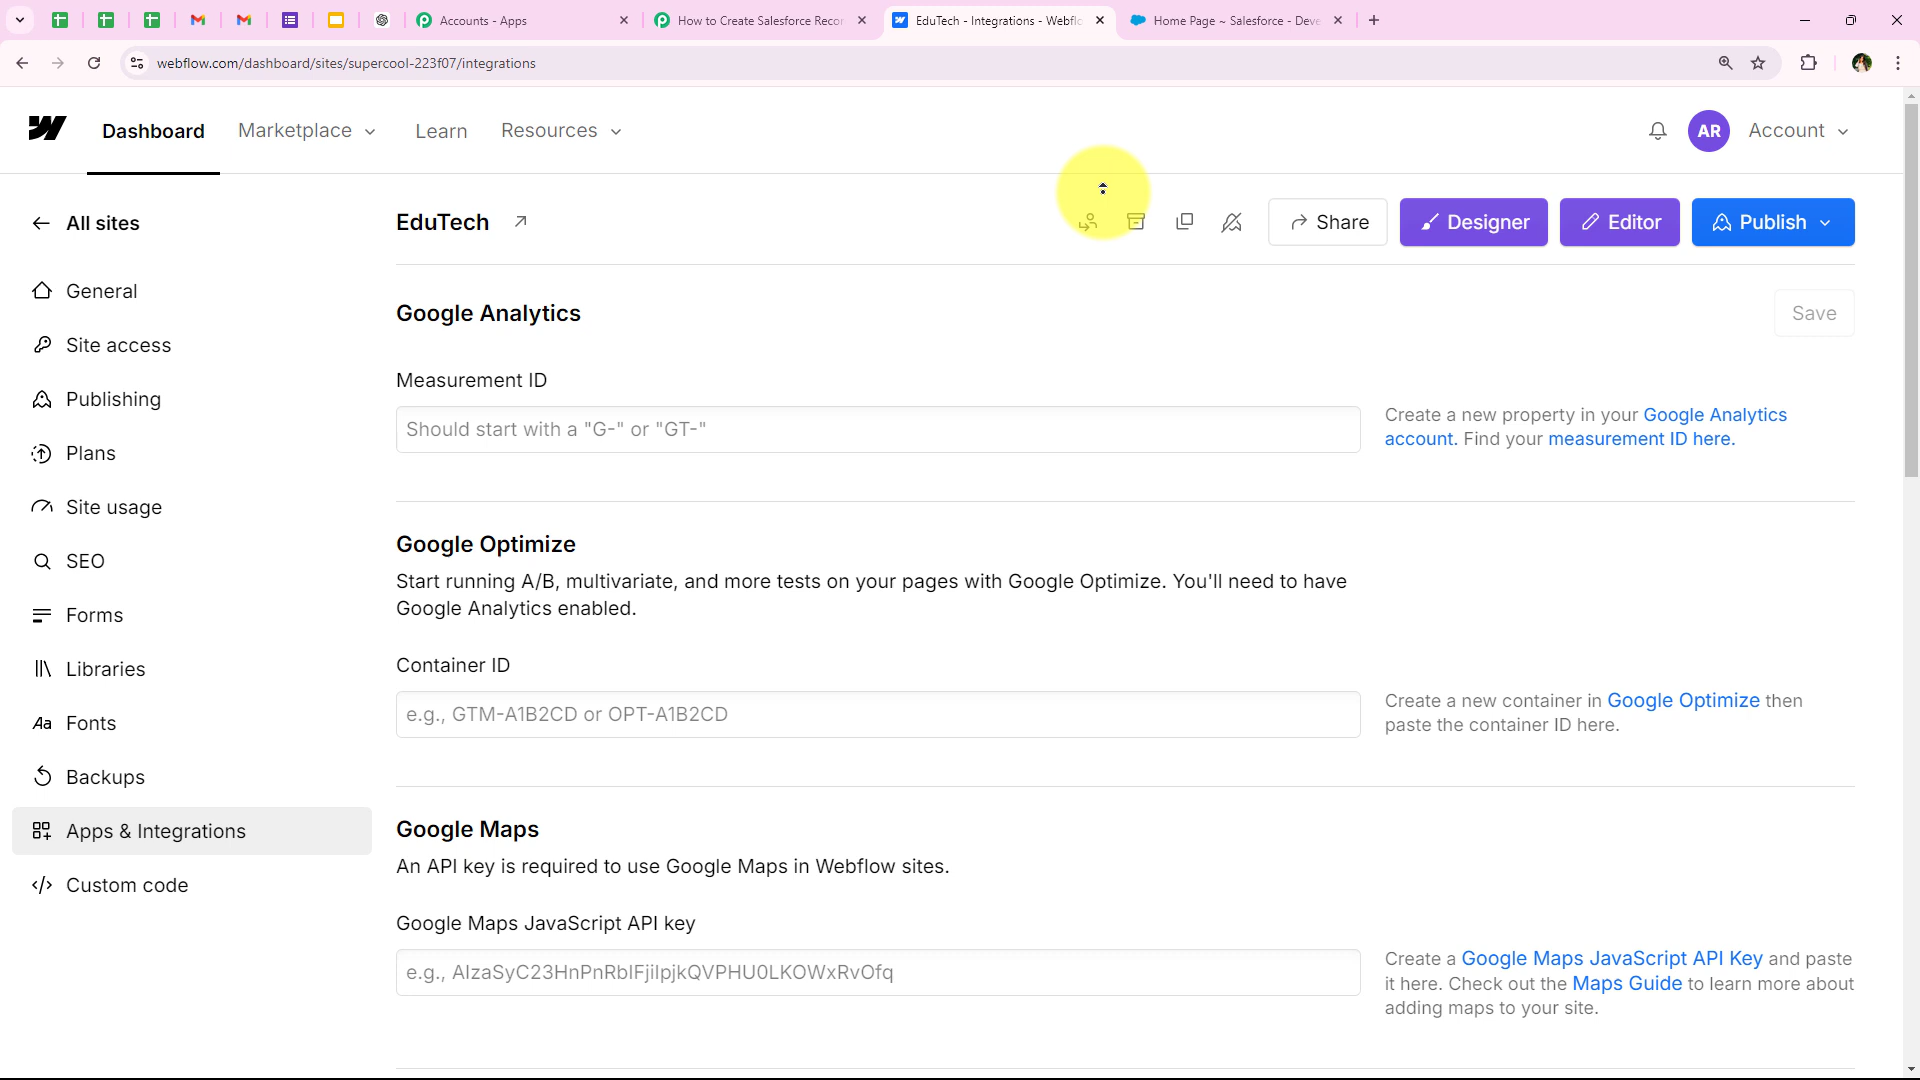 Accounts - Apps
How to Create Salesforce Recor
EduTech - Integrations - Webflo
Home Page ~ Salesforce - Deve
webflow.com/dashboard/sites/supercool-223f07/integrations
Dashboard
Marketplace
Learn
Resources
AR
Account
All sites
EduTech
Share
Designer
Editor
Publish
General
Site access
Publishing
Plans
Site usage
SEO
Forms
Libraries
Aa Fonts
Backups
Apps & Integrations
</> Custom code
Google Analytics
Save
Measurement ID
Should start with a "G-" or "GT-"
Create a new property in your Google Analytics
account. Find your measurement ID here.
Google Optimize
Start running A/B, multivariate, and more tests on your pages with Google Optimize. You'll need to have
Google Analytics enabled.
Container ID
e.g., GTM-A1B2CD or OPT-A1B2CD
Create a new container in Google Optimize then
paste the container ID here.
Google Maps
An API key is required to use Google Maps in Webflow sites.
Google Maps JavaScript API key
e.g., AIzaSyC23HnPnRbIFjiIpjkQVPHU0LKOWxRvOfq
Create a Google Maps JavaScript API Key and paste
it here. Check out the Maps Guide to learn more about
adding maps to your site.